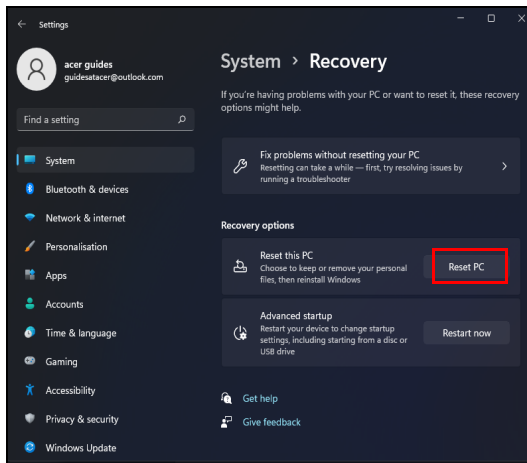 Settings
acer guides
guidesatacer@outlook.com
Find a setting
System
Bluetooth & devices
Network & internet
Personalisation
Apps
Accounts
Time & language
Gaming
Accessibility
Privacy & security
Windows Update
System > Recovery
If you're having problems with your PC or want to reset it, these recovery
options might help.
Fix problems without resetting your PC
Resetting can take a while — first, try resolving issues by
running a troubleshooter
Recovery options
Reset this PC
Choose to keep or remove your personal
files, then reinstall Windows
Reset PC
Advanced startup
Restart your device to change startup
settings, including starting from a disc or
USB drive
Restart now
Get help
Give feedback